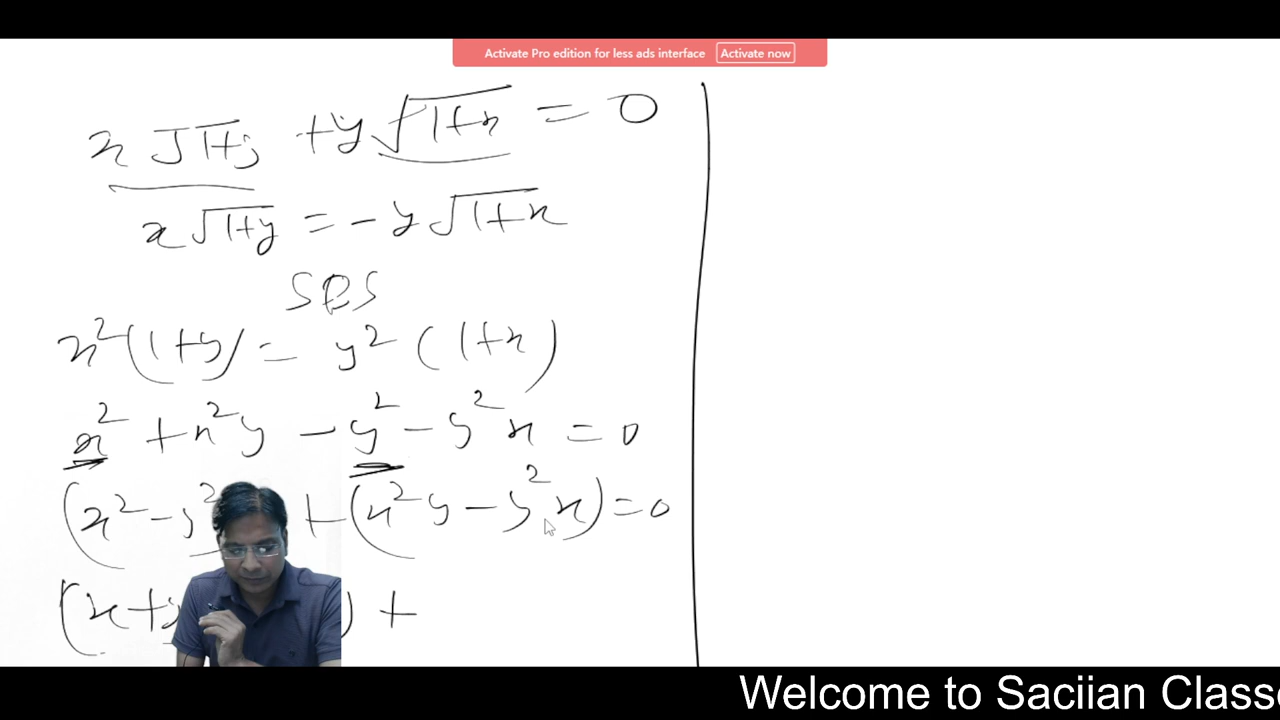 Activate Pro edition for less ads interface Activate now
x√1+y + y√1+x = 0
x√1+y = - y√1+x
SBS
x²(1+y) = y² (1+x)
x² + x²y - y² - y²x = 0
(x² - y² + (x²y - y²x) = 0
(x+y ) +
Welcome to Saciian Class